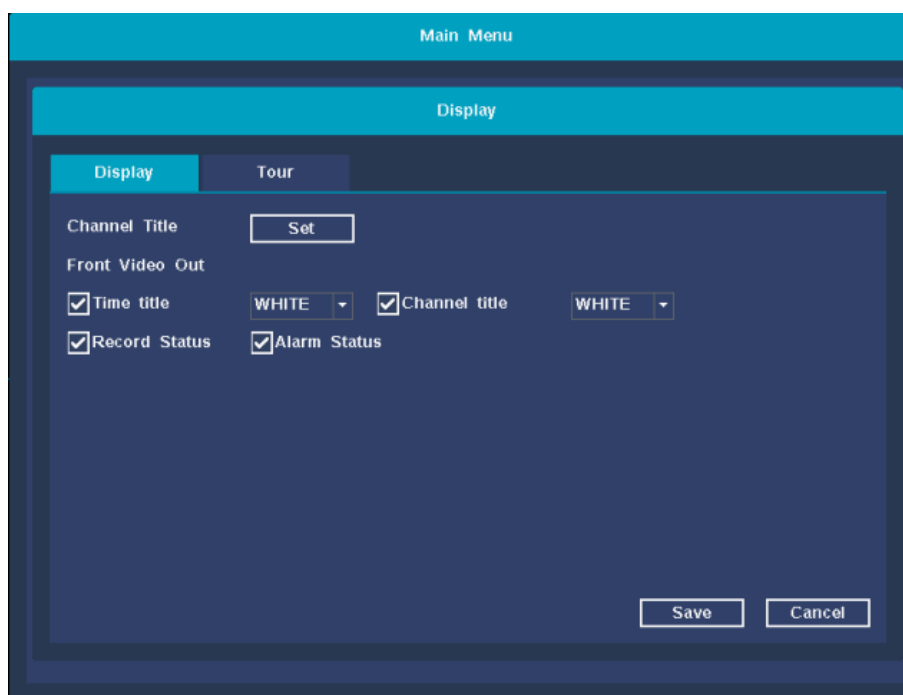 Main Menu
Display
Display Tour
Channel Title Set
Front Video Out
Time title WHITE Channel title WHITE
Record Status Alarm Status
Save Cancel